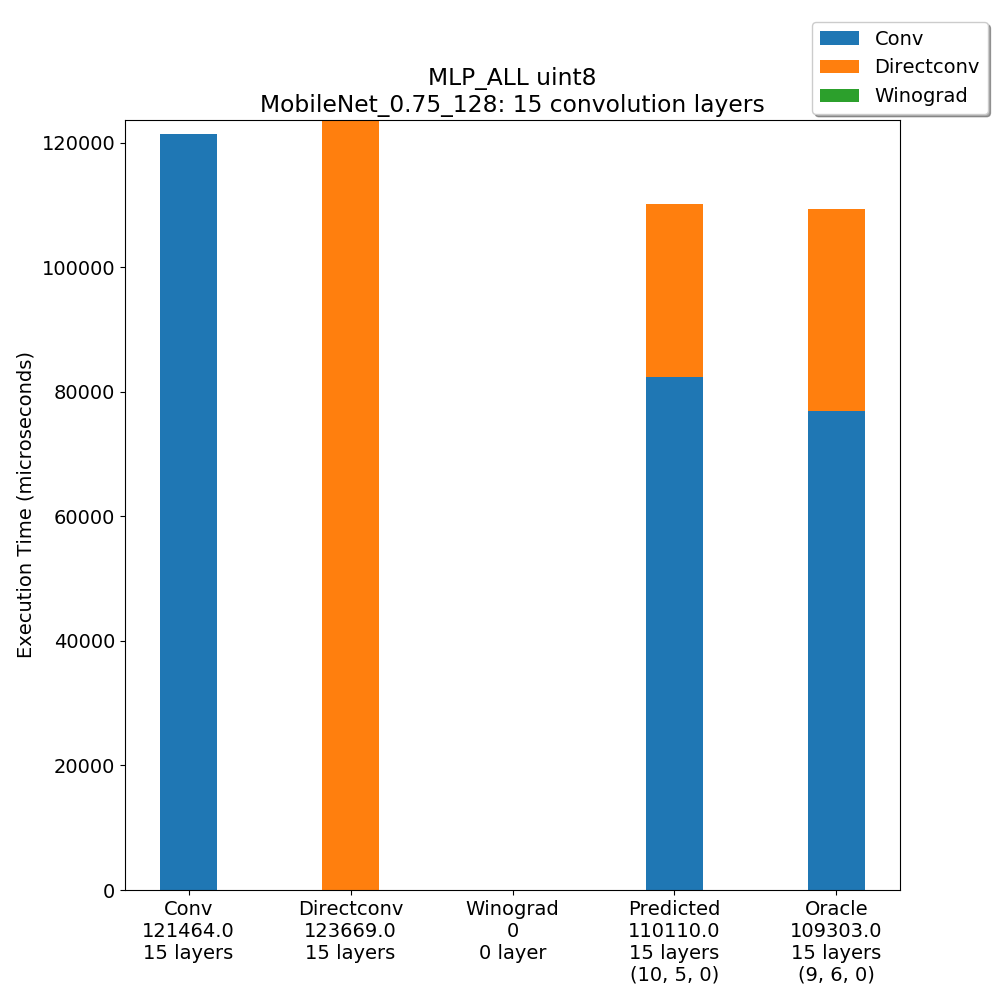 Conv
Directconv
Winograd
MLP_ALL uint8
MobileNet_0.75_128: 15 convolution layers
Execution Time (microseconds)
120000
100000
80000
60000
40000
20000
0
Conv
121464.0
15 layers
Directconv
123669.0
15 layers
Winograd
0
0 layer
Predicted
110110.0
15 layers
(10, 5, 0)
Oracle
109303.0
15 layers
(9, 6, 0)